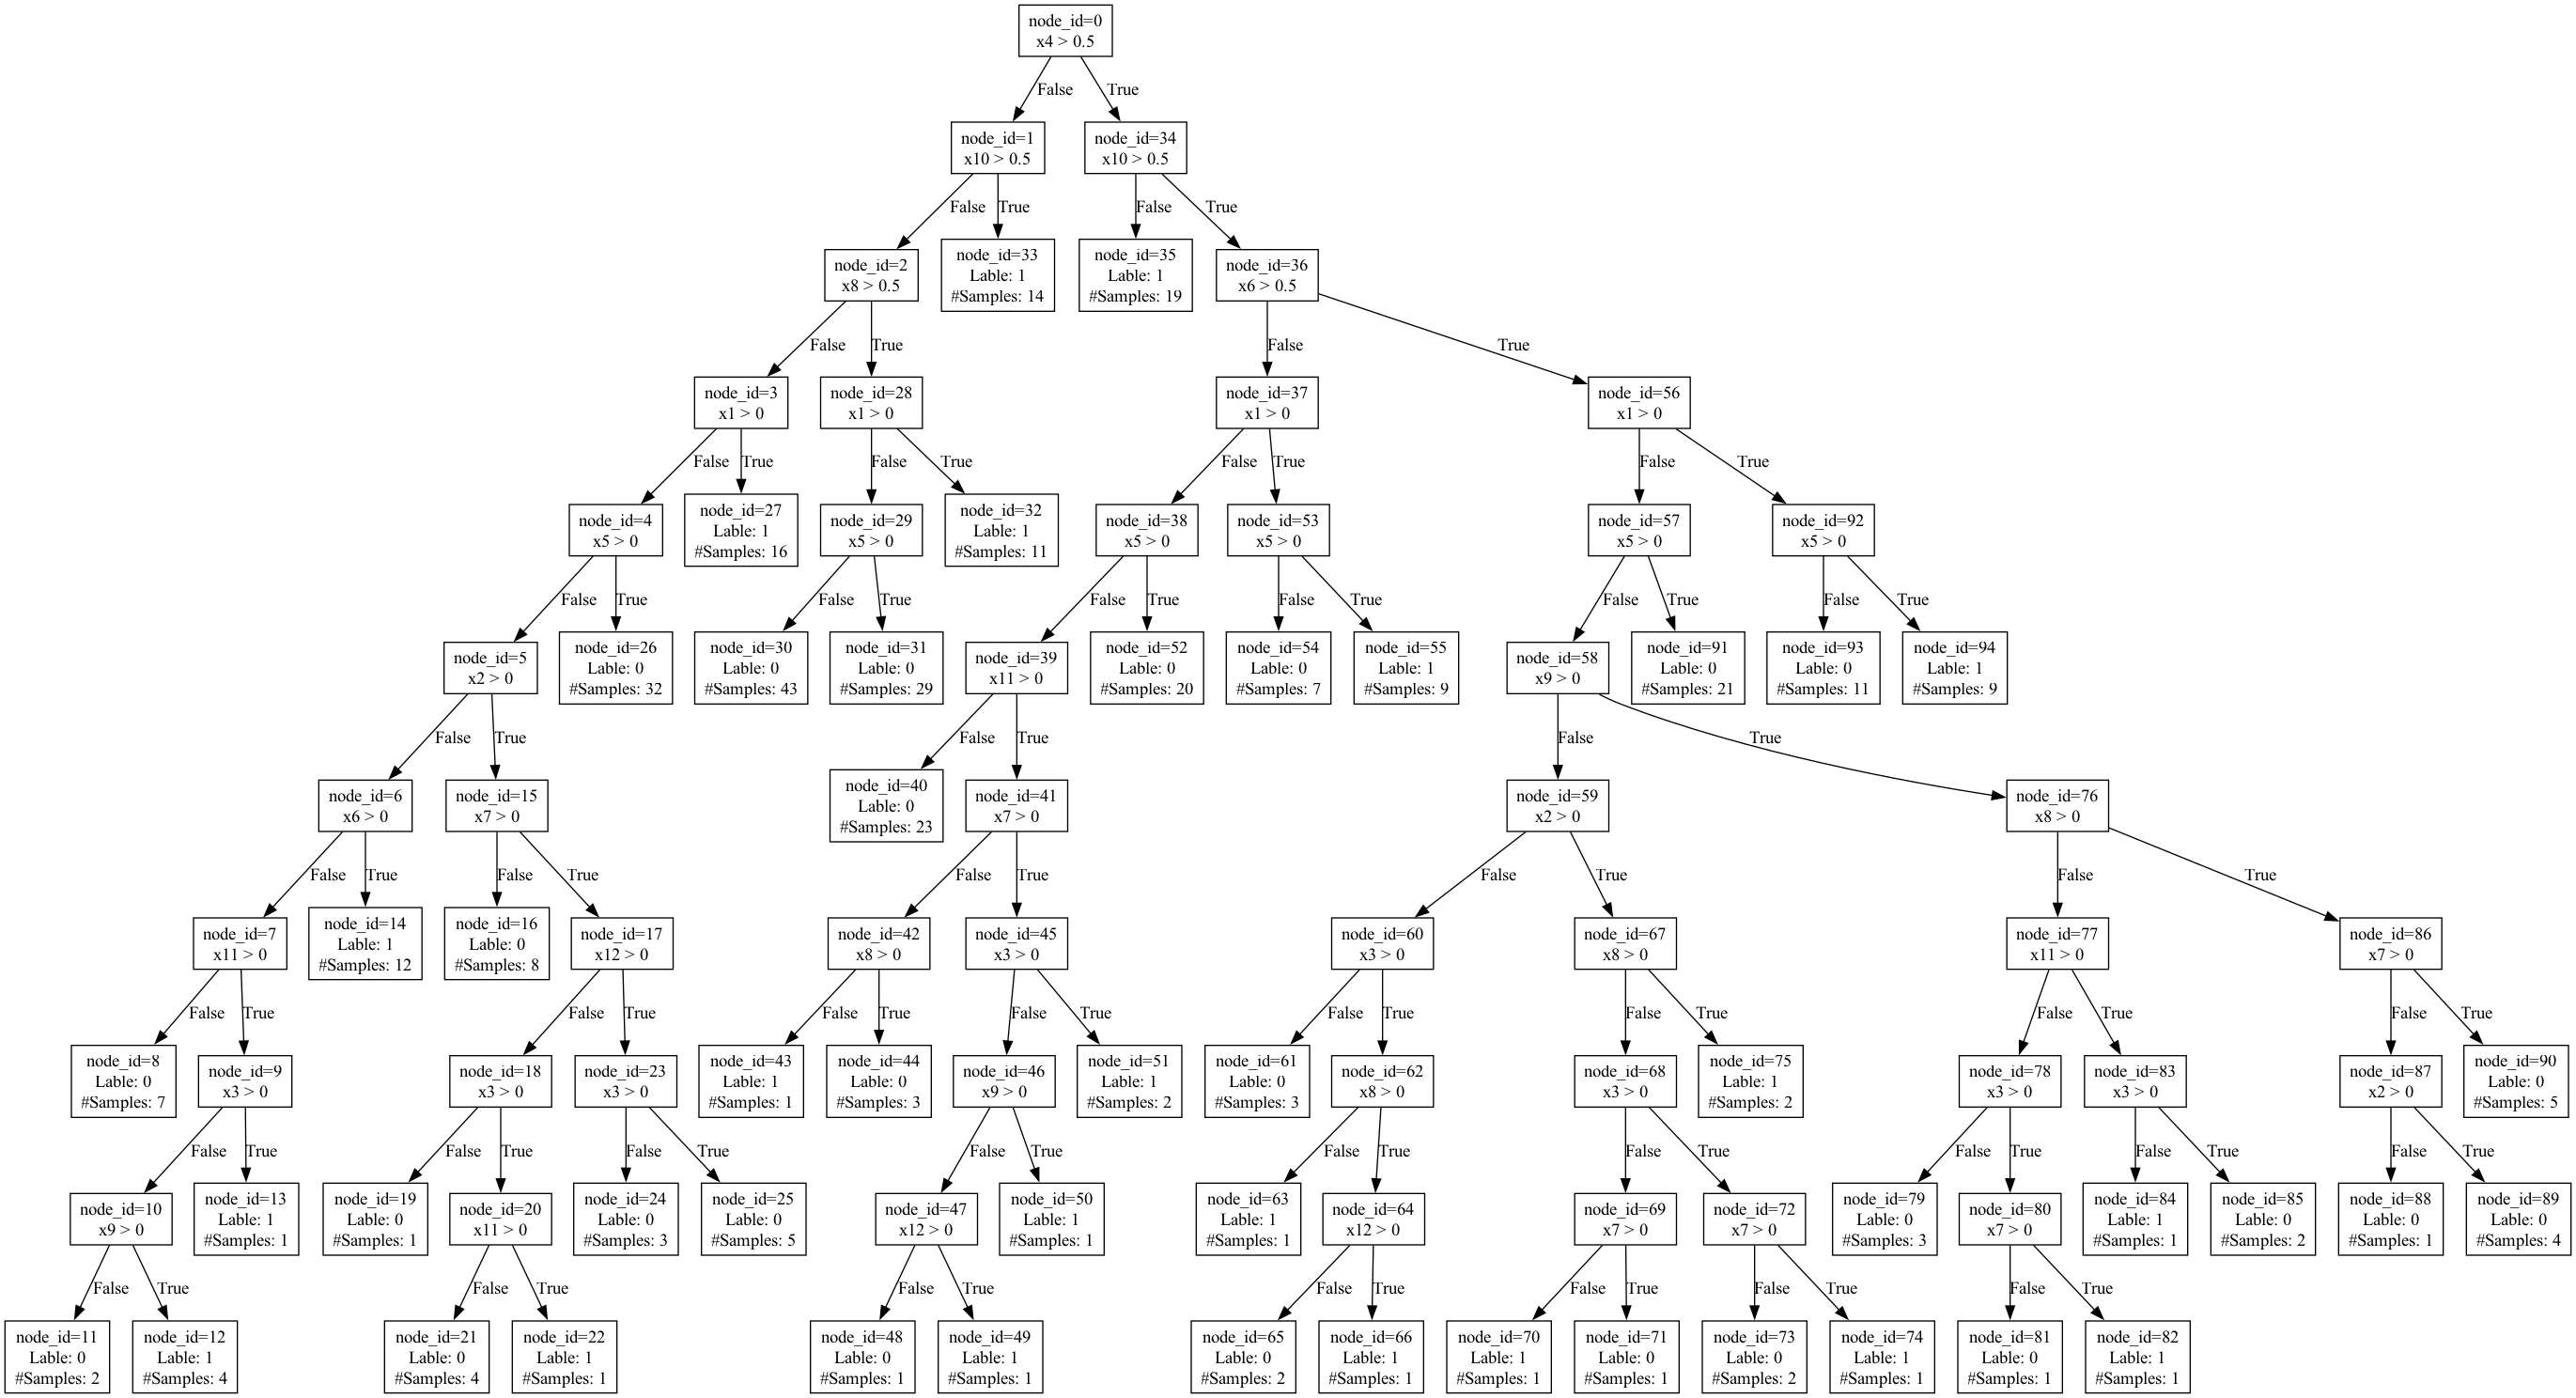 node_id=0
x4 > 0.5
False
True
node_id=1
x10 > 0.5
node_id=34
x10 > 0.5
False
True
False
True
node_id=2
x8 > 0.5
node_id=33
Lable: 1
#Samples: 14
node_id=35
Lable: 1
#Samples: 19
node_id=36
x6 > 0.5
False
True
False
True
node_id=3
x1 > 0
node_id=28
x1 > 0
node_id=37
x1 > 0
node_id=56
x1 > 0
False
True
False
True
False
True
False
True
node_id=4
x5 > 0
node_id=27
Lable: 1
#Samples: 16
node_id=29
x5 > 0
node_id=32
Lable: 1
#Samples: 11
node_id=38
x5 > 0
node_id=53
x5 > 0
node_id=57
x5 > 0
node_id=92
x5 > 0
False
True
False
True
False
True
False
True
False
True
False
True
node_id=5
x2 > 0
node_id=26
Lable: 0
#Samples: 32
node_id=30
Lable: 0
#Samples: 43
node_id=31
Lable: 0
#Samples: 29
node_id=39
x11 > 0
node_id=52
Lable: 0
#Samples: 20
node_id=54
Lable: 0
#Samples: 7
node_id=55
Lable: 1
#Samples: 9
node_id=58
x9 > 0
node_id=91
Lable: 0
#Samples: 21
node_id=93
Lable: 0
#Samples: 11
node_id=94
Lable: 1
#Samples: 9
False
True
False
True
False
True
node_id=6
x6 > 0
node_id=15
x7 > 0
node_id=40
Lable: 0
#Samples: 23
node_id=41
x7 > 0
node_id=59
x2 > 0
node_id=76
x8 > 0
False
True
False
True
False
True
False
True
False
True
node_id=7
x11 > 0
node_id=14
Lable: 1
#Samples: 12
node_id=16
Lable: 0
#Samples: 8
node_id=17
x12 > 0
node_id=42
x8 > 0
node_id=45
x3 > 0
node_id=60
x3 > 0
node_id=67
x8 > 0
node_id=77
x11 > 0
node_id=86
x7 > 0
False
True
False
True
False
True
False
True
False
True
False
True
False
True
False
True
node_id=8
Lable: 0
#Samples: 7
node_id=9
x3 > 0
node_id=18
x3 > 0
node_id=23
x3 > 0
node_id=43
Lable: 1
#Samples: 1
node_id=44
Lable: 0
#Samples: 3
node_id=46
x9 > 0
node_id=51
Lable: 1
#Samples: 2
node_id=61
Lable: 0
#Samples: 3
node_id=62
x8 > 0
node_id=68
x3 > 0
node_id=75
Lable: 1
#Samples: 2
node_id=78
x3 > 0
node_id=83
x3 > 0
node_id=87
x2 > 0
node_id=90
Lable: 0
#Samples: 5
False
True
False
True
False
True
False
True
False
True
False
True
False
True
False
True
False
True
node_id=10
x9 > 0
node_id=13
Lable: 1
#Samples: 1
node_id=19
Lable: 0
#Samples: 1
node_id=20
x11 > 0
node_id=24
Lable: 0
#Samples: 3
node_id=25
Lable: 0
#Samples: 5
node_id=47
x12 > 0
node_id=50
Lable: 1
#Samples: 1
node_id=63
Lable: 1
#Samples: 1
node_id=64
x12 > 0
node_id=69
x7 > 0
node_id=72
x7 > 0
node_id=79
Lable: 0
#Samples: 3
node_id=80
x7 > 0
node_id=84
Lable: 1
#Samples: 1
node_id=85
Lable: 0
#Samples: 2
node_id=88
Lable: 0
#Samples: 1
node_id=89
Lable: 0
#Samples: 4
False
True
False
True
False
True
False
True
False
True
False
True
False
True
node_id=11
Lable: 0
#Samples: 2
node_id=12
Lable: 1
#Samples: 4
node_id=21
Lable: 0
#Samples: 4
node_id=22
Lable: 1
#Samples: 1
node_id=48
Lable: 0
#Samples: 1
node_id=49
Lable: 1
#Samples: 1
node_id=65
Lable: 0
#Samples: 2
node_id=66
Lable: 1
#Samples: 1
node_id=70
Lable: 1
#Samples: 1
node_id=71
Lable: 0
#Samples: 1
node_id=73
Lable: 0
#Samples: 2
node_id=74
Lable: 1
#Samples: 1
node_id=81
Lable: 0
#Samples: 1
node_id=82
Lable: 1
#Samples: 1